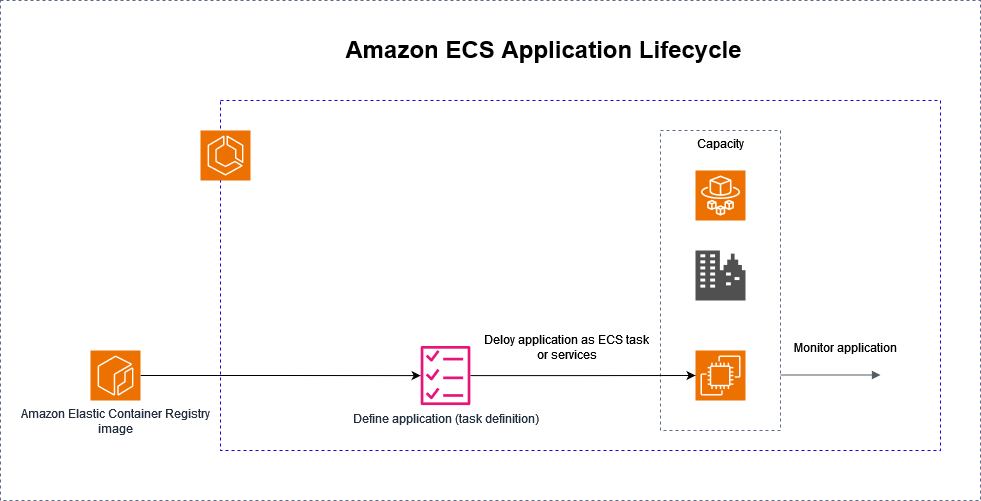 Amazon ECS Application Lifecycle
Capacity
Deloy application as ECS task
or services
Monitor application
Amazon Elastic Container Registry
image
Define application (task definition)